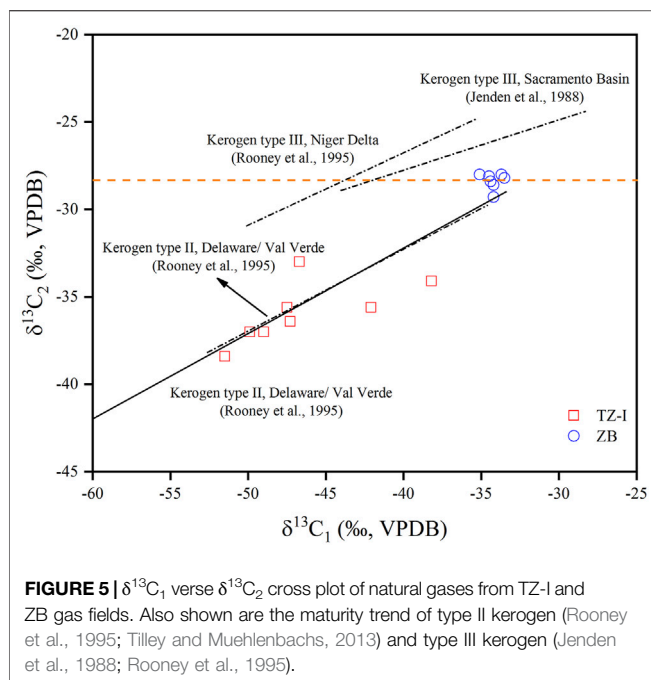 -20
-25
-30
-35
-40
-45
δ¹³C₂ (‰, VPDB)
Kerogen type III, Sacramento Basin
(Jenden et al., 1988)
Kerogen type III, Niger Delta
(Rooney et al., 1995)
Kerogen type II, Delaware/ Val Verde
(Rooney et al., 1995)
Kerogen type II, Delaware/ Val Verde
(Rooney et al., 1995)
TZ-I
ZB
-60 -55 -50 -45 -40 -35 -30 -25
δ¹³C₁ (‰, VPDB)
FIGURE 5 | δ¹³C₁ verse δ¹³C₂ cross plot of natural gases from TZ-I and
ZB gas fields. Also shown are the maturity trend of type II kerogen (Rooney
et al., 1995; Tilley and Muehlenbachs, 2013) and type III kerogen (Jenden
et al., 1988; Rooney et al., 1995).